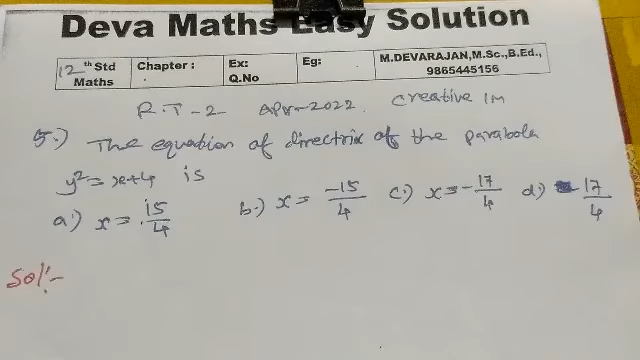 Deva Maths Easy Solution
12th Std Maths Chapter : Ex: Q.No Eg: M.DEVARAJAN,M.Sc.,B.Ed., 9865445156
R.T-2 Apr-2022. Creative 1M
5.) The equation of directrix of the parabola
y²=x+4 is
a) x = 15/4 b.) x = -15/4 c.) x = -17/4 d.) 17/4
Sol:-